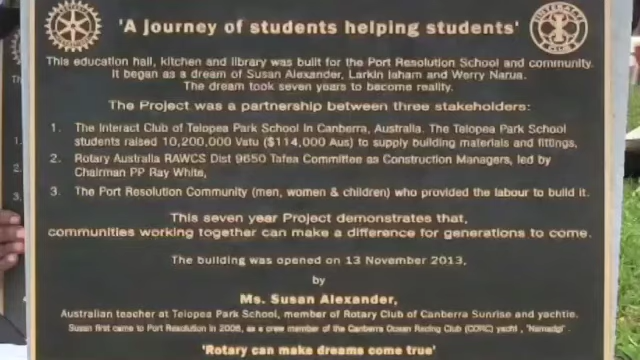 'A journey of students helping students'
This education hall, kitchen and library was built for the Port Resolution School and community.
It began as a dream of Susan Alexander, Larkin Iaham and Werry Narua.
The dream took seven years to become reality.
The Project was a partnership between three stakeholders:
1. The Interact Club of Telopea Park School in Canberra, Australia. The Telopea Park School
students raised 10,200,000 Vatu ($114,000 Aus) to supply building materials and fittings,
2. Rotary Australia RAWCS Dist 9650 Tafea Committee as Construction Managers, led by
Chairman PP Ray White,
3. The Port Resolution Community (men, women & children) who provided the labour to build it.
This seven year Project demonstrates that,
communities working together can make a difference for generations to come.
The building was opened on 13 November 2013,
by
Ms. Susan Alexander,
Australian teacher at Telopea Park School, member of Rotary Club of Canberra Sunrise and yachtie.
Susan first came to Port Resolution in 2006, as a crew member of the Canberra Ocean Racing Club (CORC) yacht, "Namadgi".
'Rotary can make dreams come true'